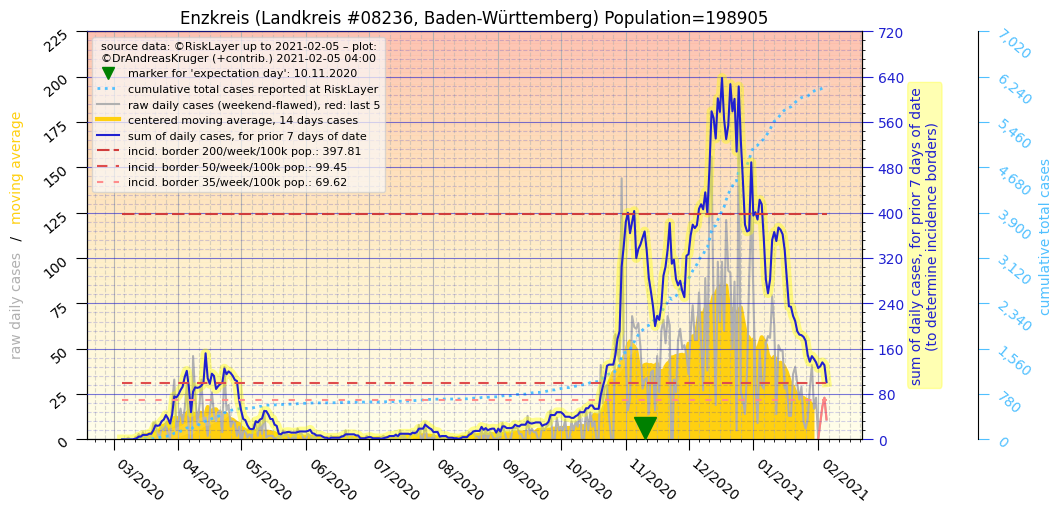 Enzkreis (Landkreis #08236, Baden-Württemberg) Population=198905
source data: ©RiskLayer up to 2021-02-05 – plot:
©DrAndreasKruger (+contrib.) 2021-02-05 04:00
marker for 'expectation day': 10.11.2020
cumulative total cases reported at RiskLayer
raw daily cases (weekend-flawed), red: last 5
centered moving average, 14 days cases
sum of daily cases, for prior 7 days of date
incid. border 200/week/100k pop.: 397.81
incid. border 50/week/100k pop.: 99.45
incid. border 35/week/100k pop.: 69.62
raw daily cases / moving average
225
200
175
150
125
100
75
50
25
0
03/2020
04/2020
05/2020
06/2020
07/2020
08/2020
09/2020
10/2020
11/2020
12/2020
01/2021
02/2021
720
640
560
480
400
320
240
160
80
0
sum of daily cases, for prior 7 days of date
(to determine incidence borders)
7,020
6,240
5,460
4,680
3,900
3,120
2,340
1,560
780
0
cumulative total cases